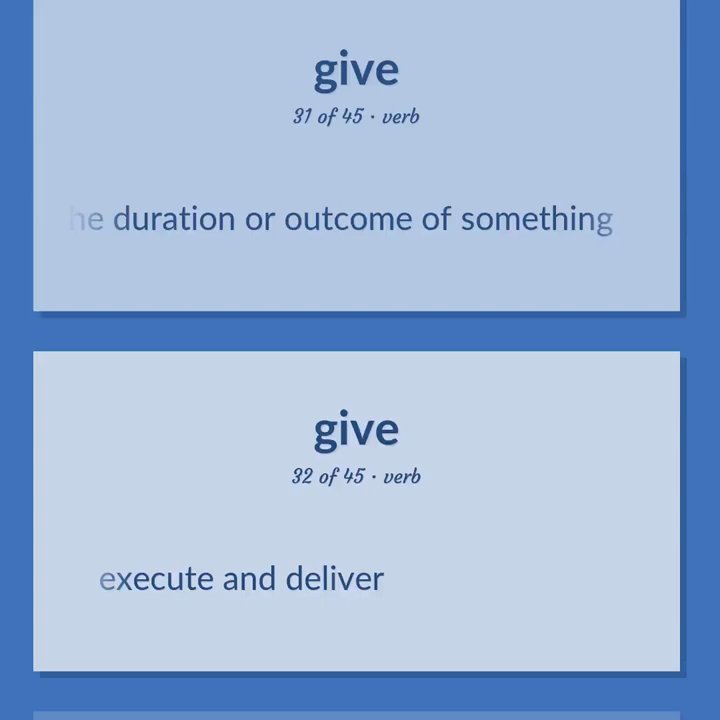 give
31 of 45 · verb
he duration or outcome of something
give
32 of 45 · verb
execute and deliver